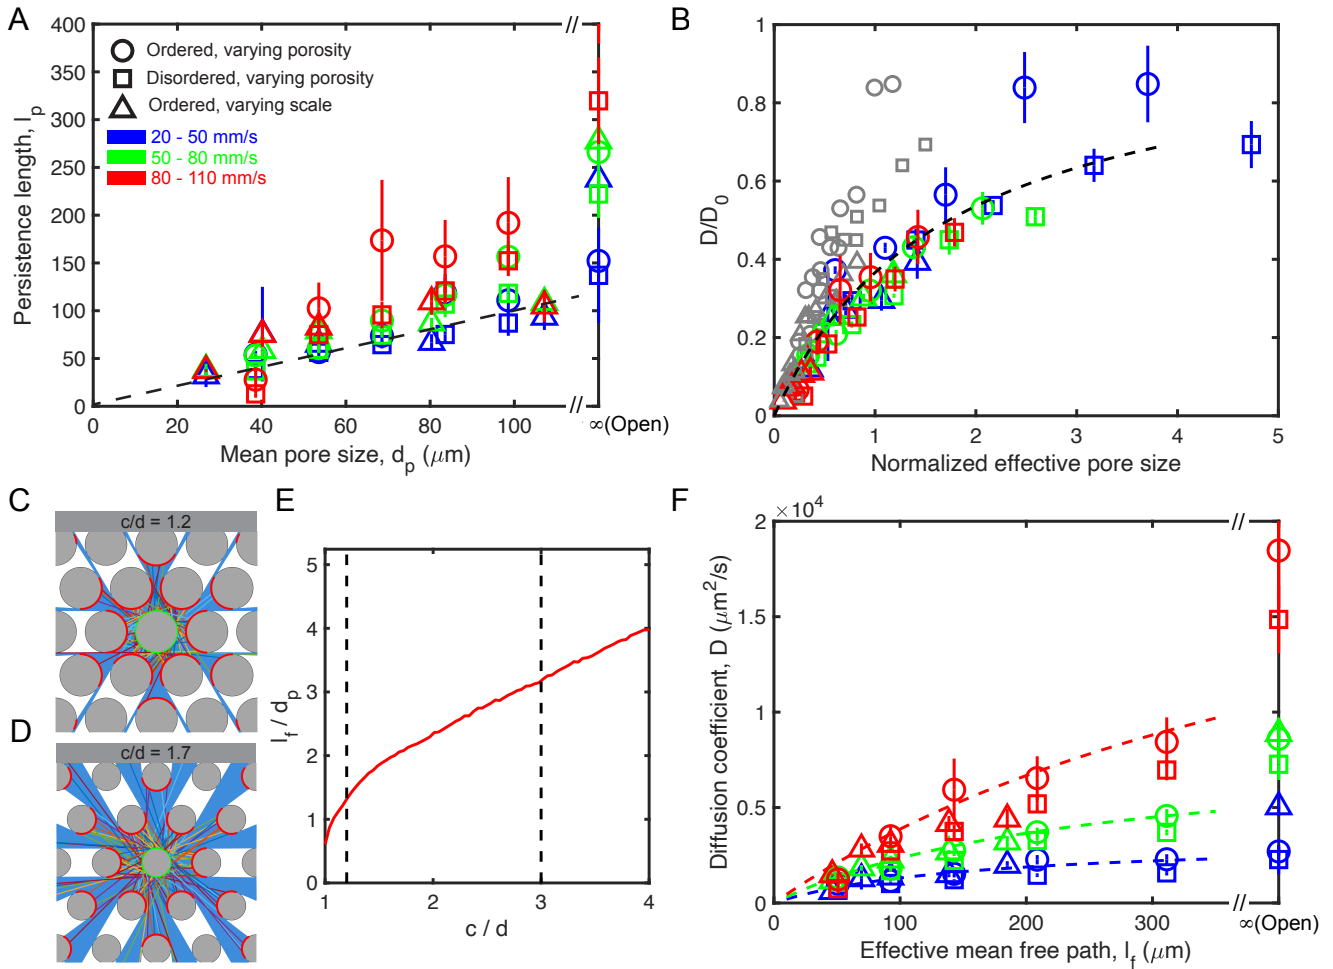 A
400
350
300
250
200
150
100
50
0
Persistence length, l_p
Ordered, varying porosity
Disordered, varying porosity
Ordered, varying scale
20 - 50 mm/s
50 - 80 mm/s
80 - 110 mm/s
//
//
0
20
40
60
80
100
∞(Open)
Mean pore size, d_p (μm)
B
1
0.8
0.6
0.4
0.2
0
D/D_0
0
1
2
3
4
5
Normalized effective pore size
C
c/d = 1.2
D
c/d = 1.7
E
5
4
3
2
1
0
l_f / d_p
1
2
3
4
c / d
F
×10^4
2
1.5
1
0.5
0
Diffusion coefficient, D (μm^2/s)
//
//
0
100
200
300
∞(Open)
Effective mean free path, l_f (μm)